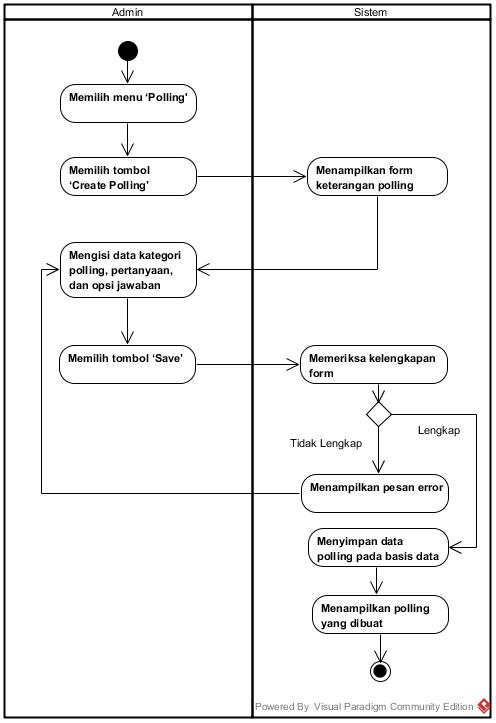 Admin
Sistem
Memilih menu ‘Polling’
Memilih tombol
‘Create Polling’
Menampilkan form
keterangan polling
Mengisi data kategori
polling, pertanyaan,
dan opsi jawaban
Memilih tombol ‘Save’
Memeriksa kelengkapan
form
Lengkap
Tidak Lengkap
Menampilkan pesan error
Menyimpan data
polling pada basis data
Menampilkan polling
yang dibuat
Powered By Visual Paradigm Community Edition